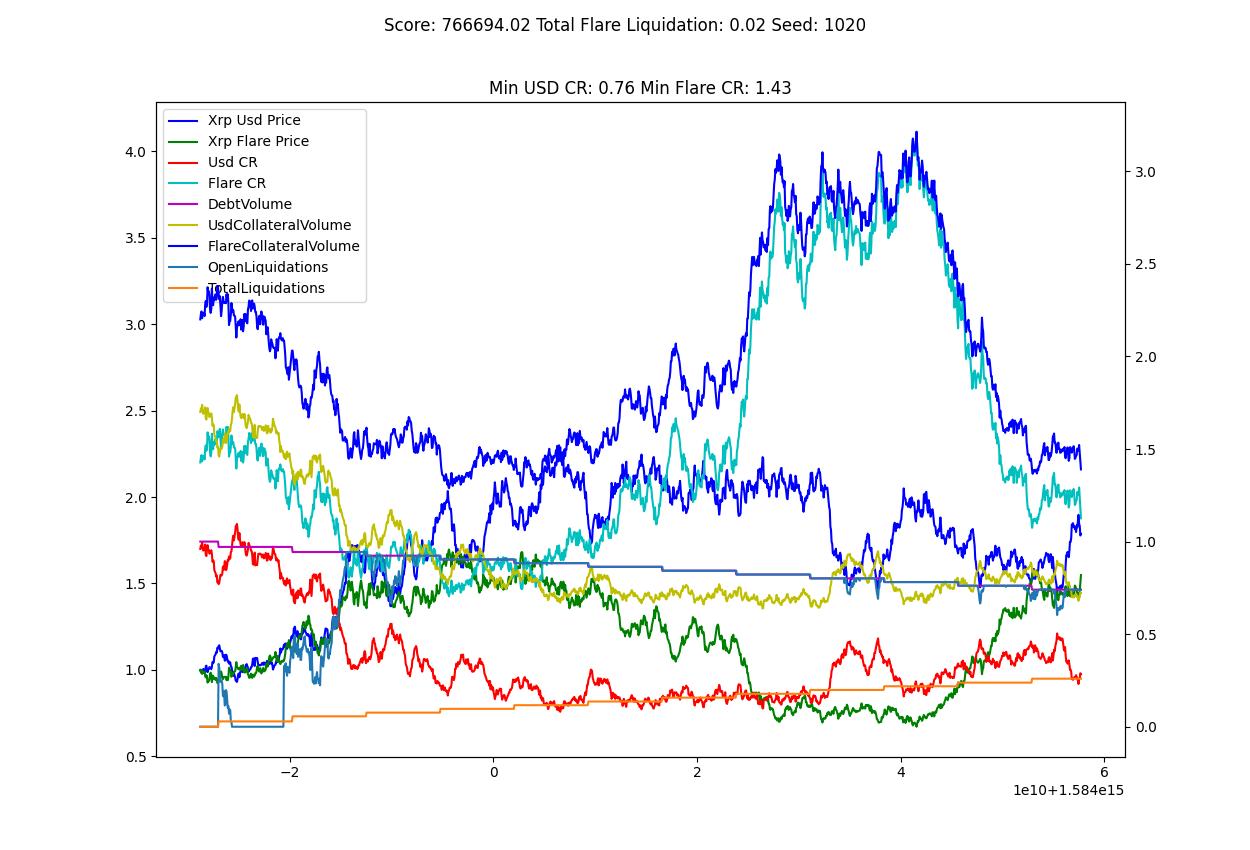 Score: 766694.02 Total Flare Liquidation: 0.02 Seed: 1020
Min USD CR: 0.76 Min Flare CR: 1.43
Xrp Usd Price
Xrp Flare Price
Usd CR
Flare CR
DebtVolume
UsdCollateralVolume
FlareCollateralVolume
OpenLiquidations
TotalLiquidations
4.0
3.5
3.0
2.5
2.0
1.5
1.0
0.5
3.0
2.5
2.0
1.5
1.0
0.5
0.0
−2 0 2 4 6
1e10+1.584e15